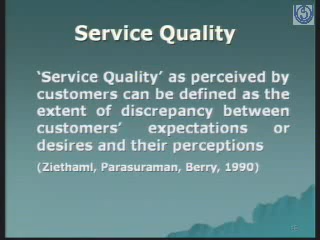 Service Quality
‘Service Quality’ as perceived by
customers can be defined as the
extent of discrepancy between
customers’ expectations or
desires and their perceptions
(Ziethaml, Parasuraman, Berry, 1990)